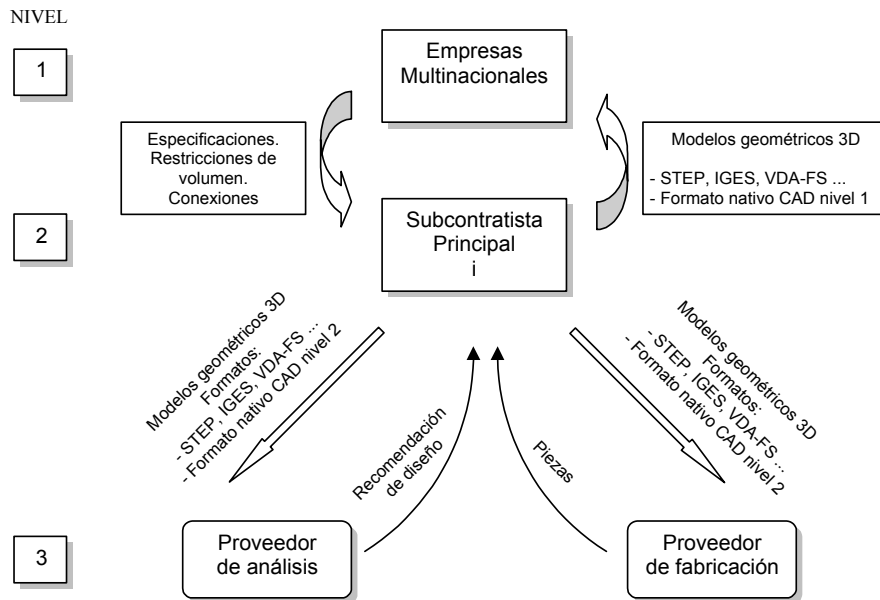 NIVEL
1
Empresas
Multinacionales
Especificaciones.
Restricciones de
volumen.
Conexiones
Modelos geométricos 3D
- STEP, IGES, VDA-FS ...
- Formato nativo CAD nivel 1
2
Subcontratista
Principal
i
Modelos geométricos 3D
Formatos:
- STEP, IGES, VDA-FS ...
- Formato nativo CAD nivel 2
Recomendación
de diseño
Piezas
Modelos geométricos 3D
Formatos:
- STEP, IGES, VDA-FS ...
- Formato nativo CAD nivel 2
3
Proveedor
de análisis
Proveedor
de fabricación